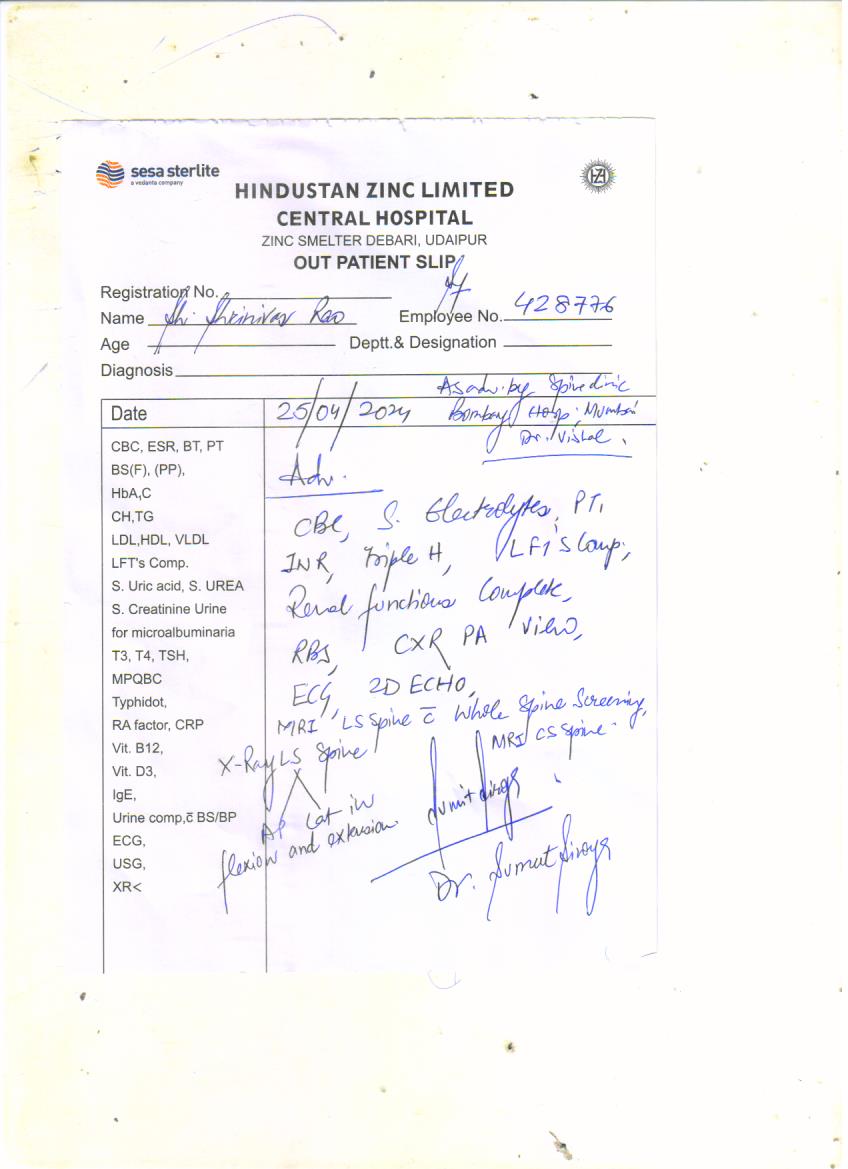 sesa sterlite
a vedanta company
HZL
HINDUSTAN ZINC LIMITED
CENTRAL HOSPITAL
ZINC SMELTER DEBARI, UDAIPUR
OUT PATIENT SLIP
Registration No.
Name Sh. Shrinivas Rao Employee No. 428776
Age Deptt.& Designation
Diagnosis
As adv. by Spine clinic
Date 25/04/2024 Bombay Hosp. Mumbai
Dr. Vishal.
CBC, ESR, BT, PT
BS(F), (PP),
Adv.
HbA,C
CH,TG
CBC, S. Electrolytes, PT,
LDL,HDL, VLDL
LFT's Comp.
INR, Triple H, LFT's Comp,
S. Uric acid, S. UREA
S. Creatinine Urine
Renal functions Complete,
for microalbuminaria
T3, T4, TSH,
RBS, CXR PA View,
MPQBC
Typhidot,
ECG, 2D ECHO,
RA factor, CRP
MRI LS Spine c̅ Whole Spine Screening,
Vit. B12,
MRI CS Spine.
X-Ray LS Spine
Vit. D3,
IgE,
AP Lat in
Urine comp,c̅ BS/BP
flexion and extension.
ECG,
USG,
XR<
Dr. Sumit Siroya